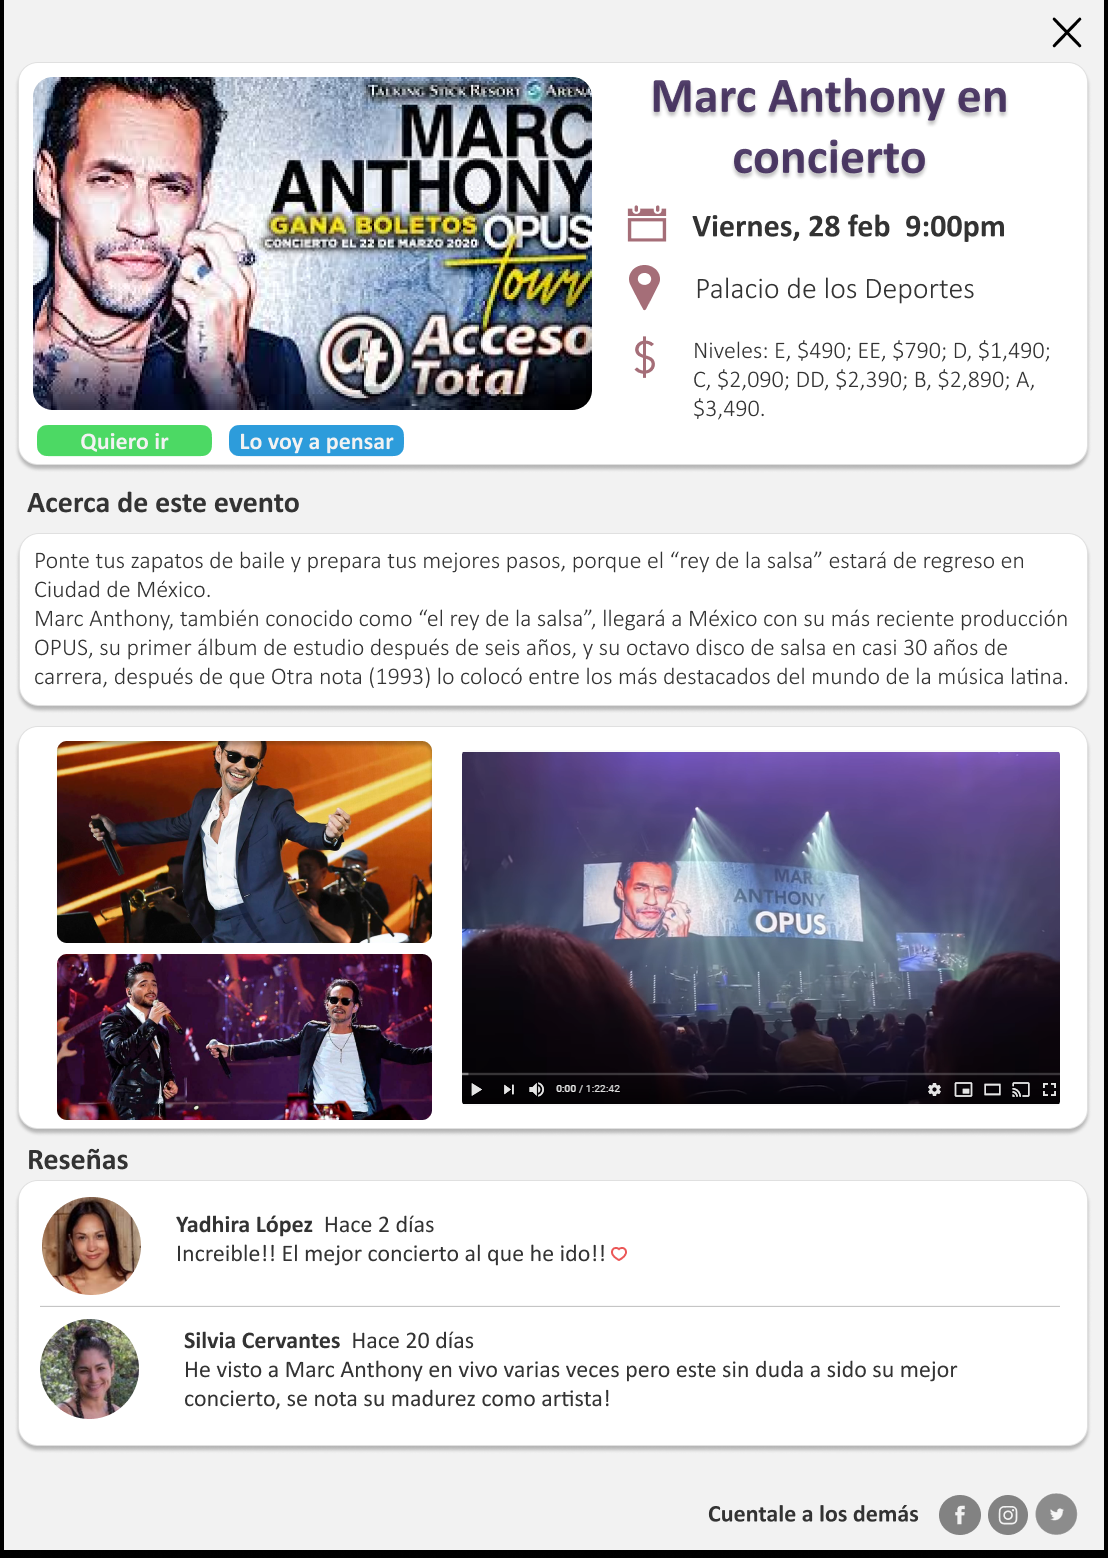 TALKING STICK RESORT ARENA
MARC
ANTHONY
GANA BOLETOS
OPUS
CONCIERTO EL 22 DE MARZO 2020
Tour
@t Acceso
Total
Marc Anthony en
concierto
Viernes, 28 feb 9:00pm
Palacio de los Deportes
$
Niveles: E, $490; EE, $790; D, $1,490;
C, $2,090; DD, $2,390; B, $2,890; A,
$3,490.
Quiero ir
Lo voy a pensar
Acerca de este evento
Ponte tus zapatos de baile y prepara tus mejores pasos, porque el “rey de la salsa” estará de regreso en
Ciudad de México.
Marc Anthony, también conocido como “el rey de la salsa”, llegará a México con su más reciente producción
OPUS, su primer álbum de estudio después de seis años, y su octavo disco de salsa en casi 30 años de
carrera, después de que Otra nota (1993) lo colocó entre los más destacados del mundo de la música latina.
MARC
ANTHONY
OPUS
0:00 / 1:22:42
Reseñas
Yadhira López Hace 2 días
Increible!! El mejor concierto al que he ido!!
Silvia Cervantes Hace 20 días
He visto a Marc Anthony en vivo varias veces pero este sin duda a sido su mejor
concierto, se nota su madurez como artista!
Cuentale a los demás